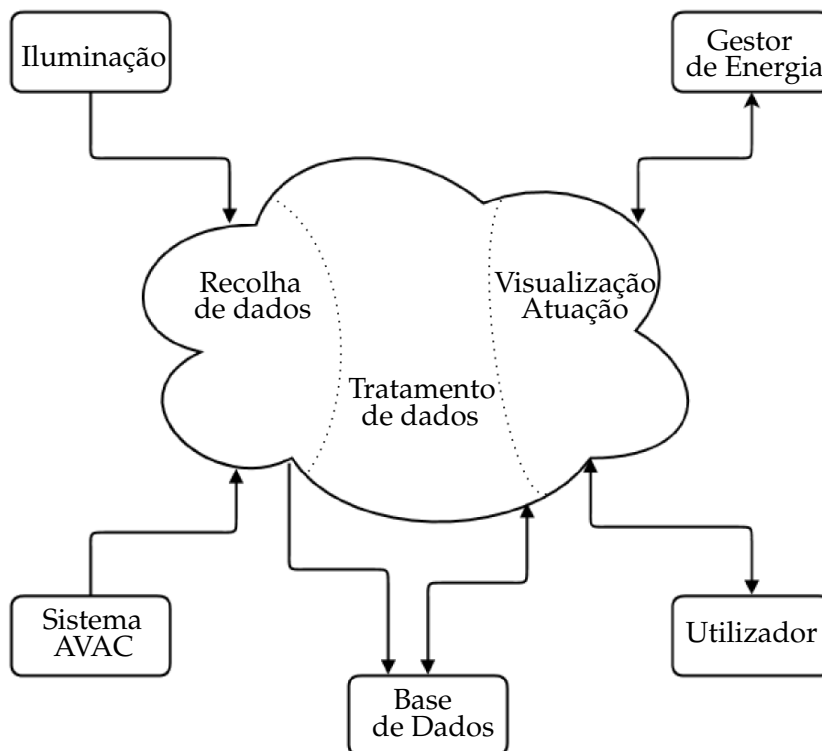 Iluminação
Gestor
de Energia
Recolha
de dados
Visualização
Atuação
Tratamento
de dados
Sistema
AVAC
Utilizador
Base
de Dados